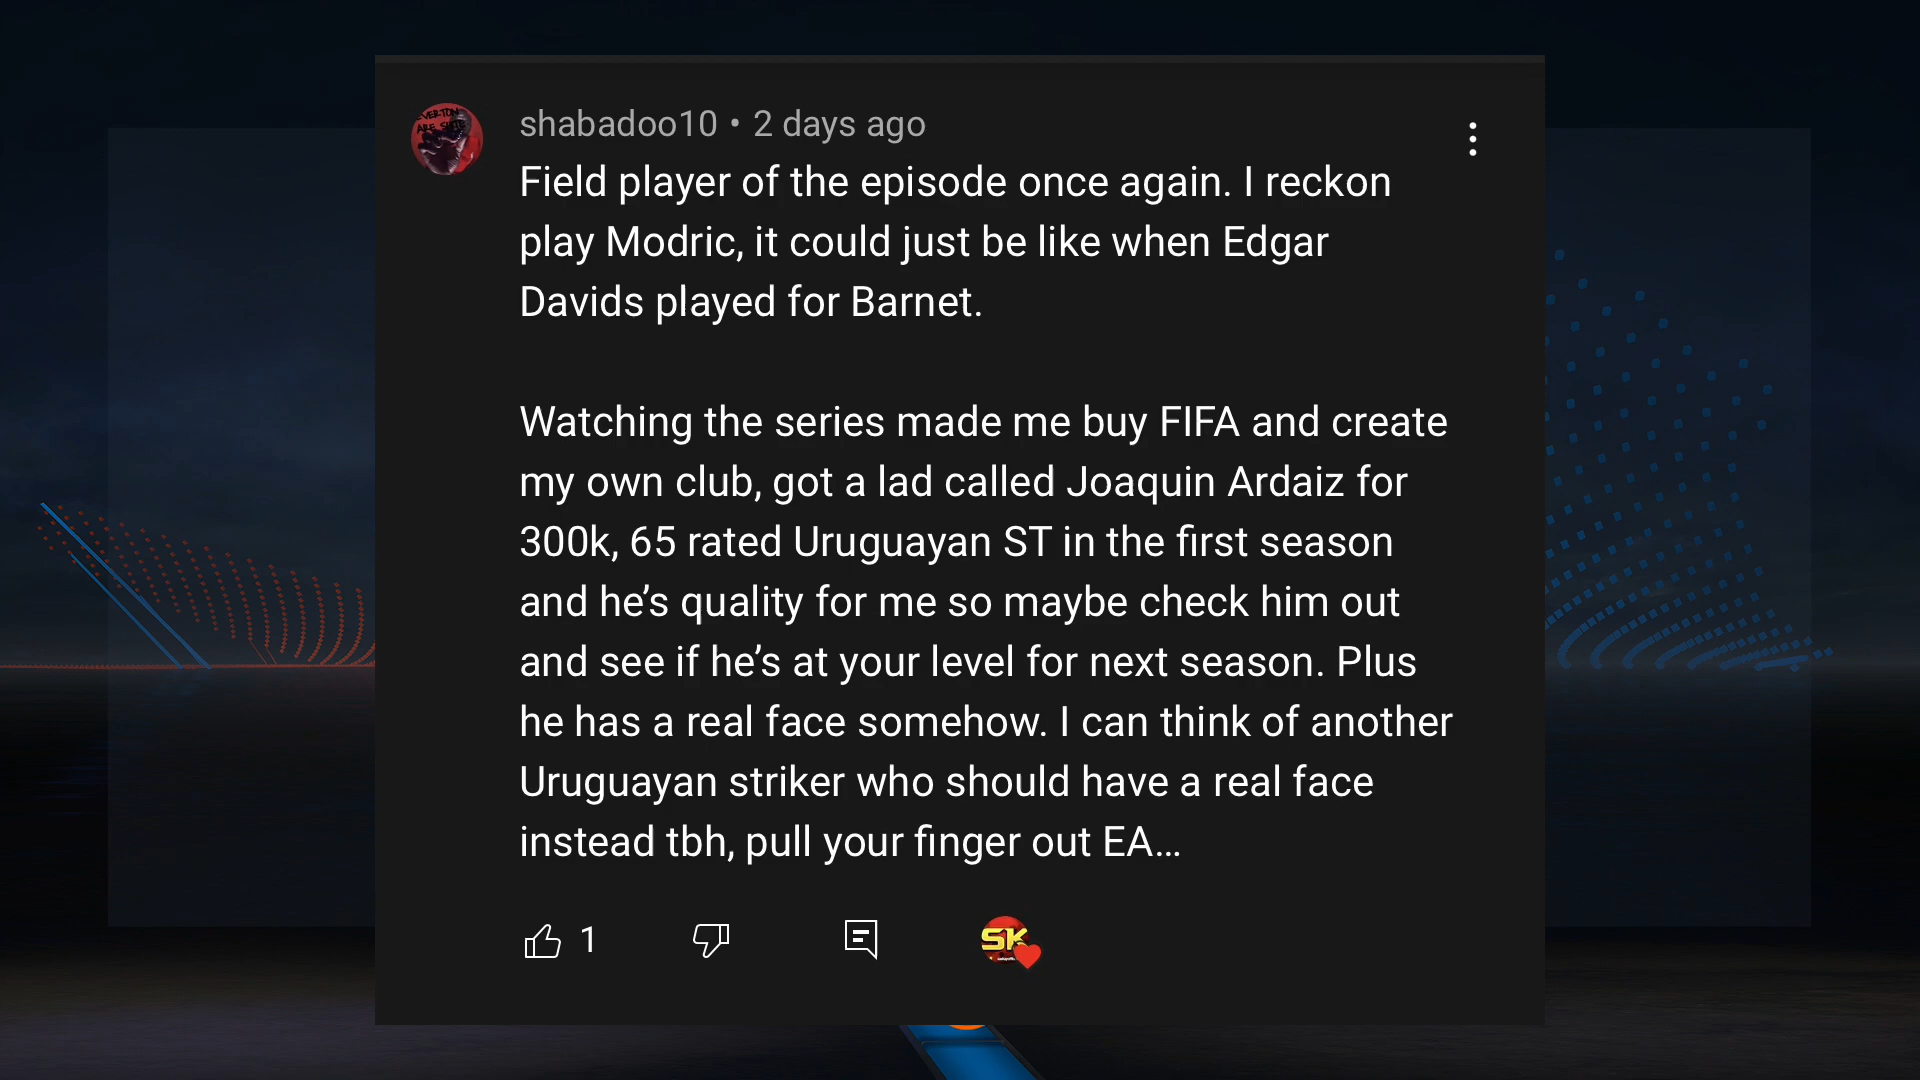 shabadoo10 • 2 days ago
Field player of the episode once again. I reckon
play Modric, it could just be like when Edgar
Davids played for Barnet.
Watching the series made me buy FIFA and create
my own club, got a lad called Joaquin Ardaiz for
300k, 65 rated Uruguayan ST in the first season
and he’s quality for me so maybe check him out
and see if he’s at your level for next season. Plus
he has a real face somehow. I can think of another
Uruguayan striker who should have a real face
instead tbh, pull your finger out EA…
1
SK